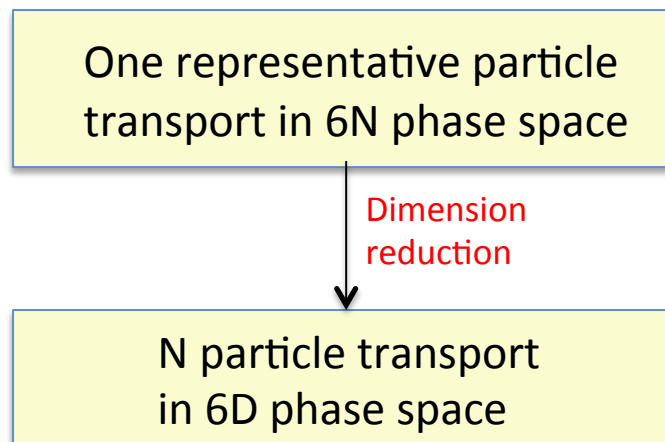 One representative particle
transport in 6N phase space
Dimension
reduction
N particle transport
in 6D phase space